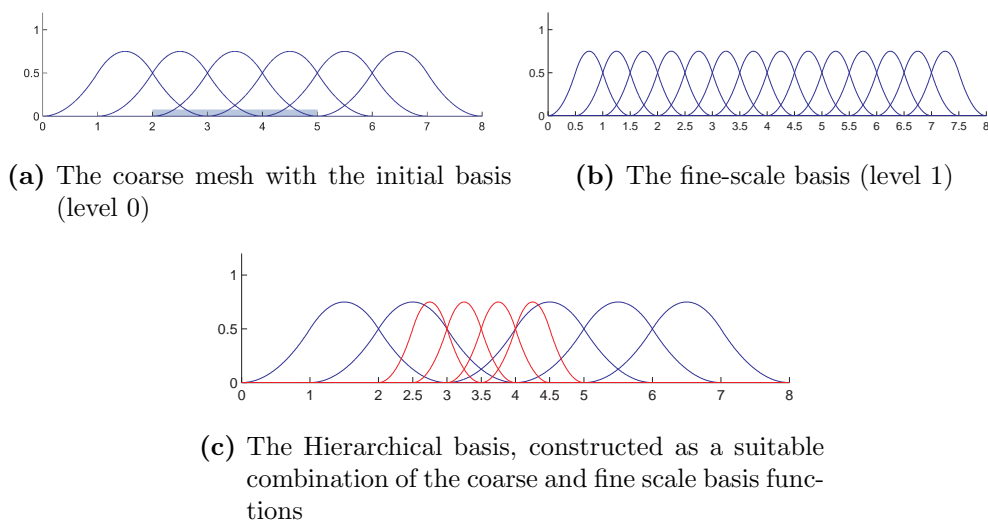 1
0.5
0
0 1 2 3 4 5 6 7 8
1
0.5
0
0 0.5 1 1.5 2 2.5 3 3.5 4 4.5 5 5.5 6 6.5 7 7.5 8
(a) The coarse mesh with the initial basis
(level 0)
(b) The fine-scale basis (level 1)
1
0.5
0
0 1 2 2.5 3 3.5 4 4.5 5 6 7 8
(c) The Hierarchical basis, constructed as a suitable
combination of the coarse and fine scale basis func-
tions